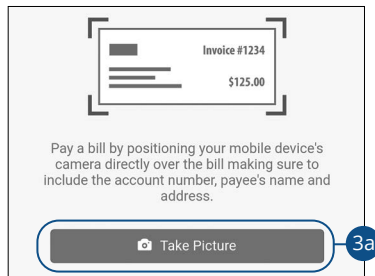 Invoice #1234
$125.00
Pay a bill by positioning your mobile device's
camera directly over the bill making sure to
include the account number, payee's name and
address.
Take Picture
3a